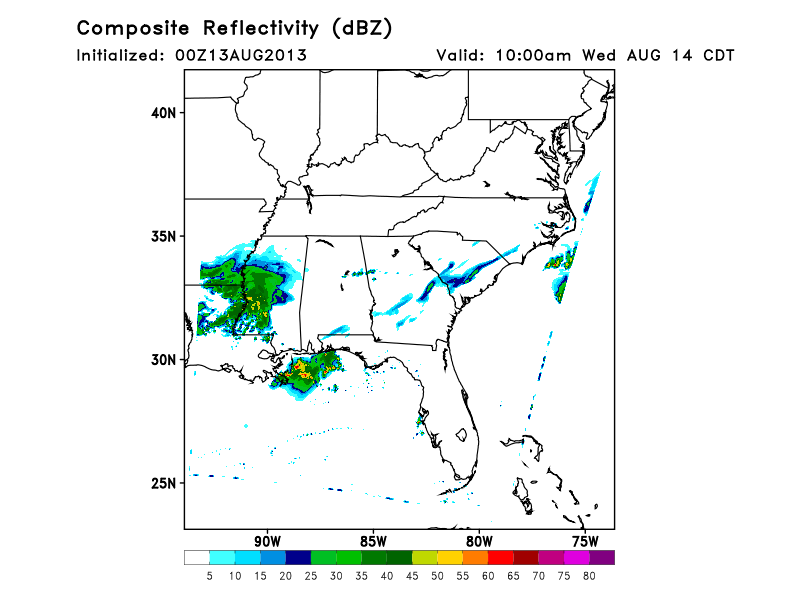 Composite Reflectivity (dBZ)
Initialized: 00Z13AUG2013 Valid: 10:00am Wed AUG 14 CDT
40N
35N
30N
25N
90W 85W 80W 75W
5 10 15 20 25 30 35 40 45 50 55 60 65 70 75 80